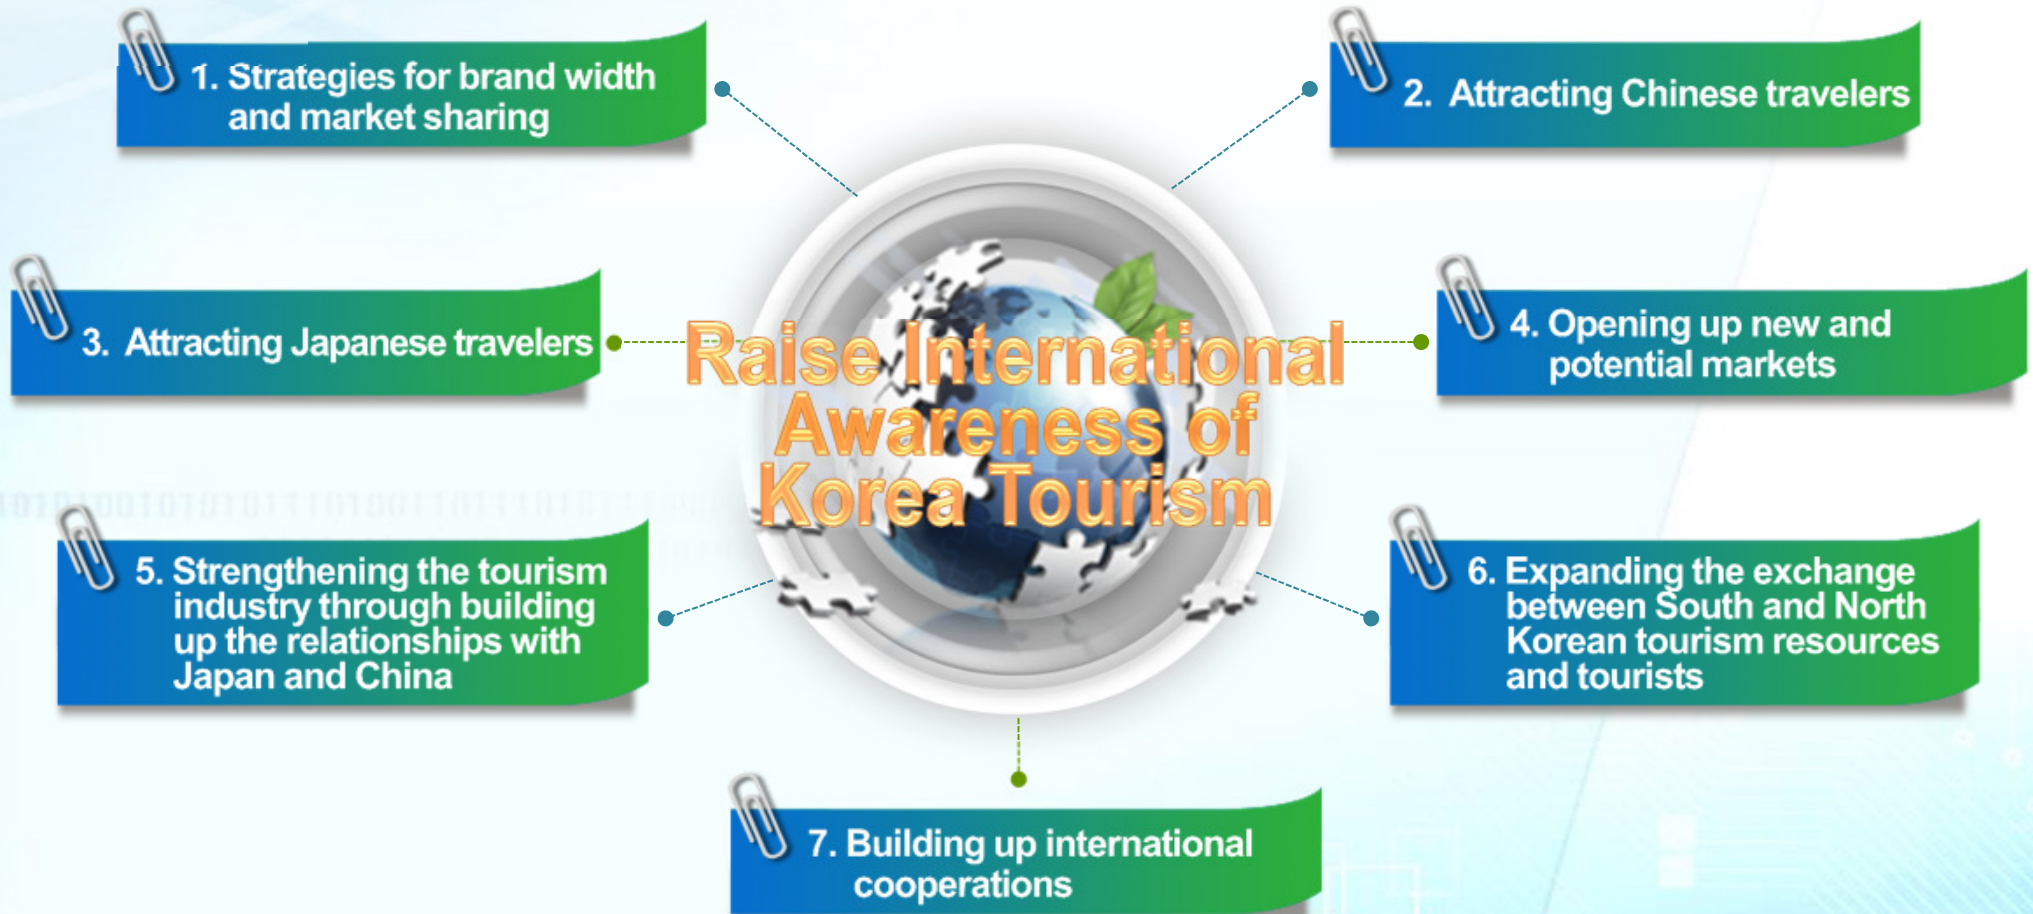 1. Strategies for brand width
and market sharing
2. Attracting Chinese travelers
3. Attracting Japanese travelers
Raise International
Awareness of
Korea Tourism
4. Opening up new and
potential markets
5. Strengthening the tourism
industry through building
up the relationships with
Japan and China
6. Expanding the exchange
between South and North
Korean tourism resources
and tourists
7. Building up international
cooperations